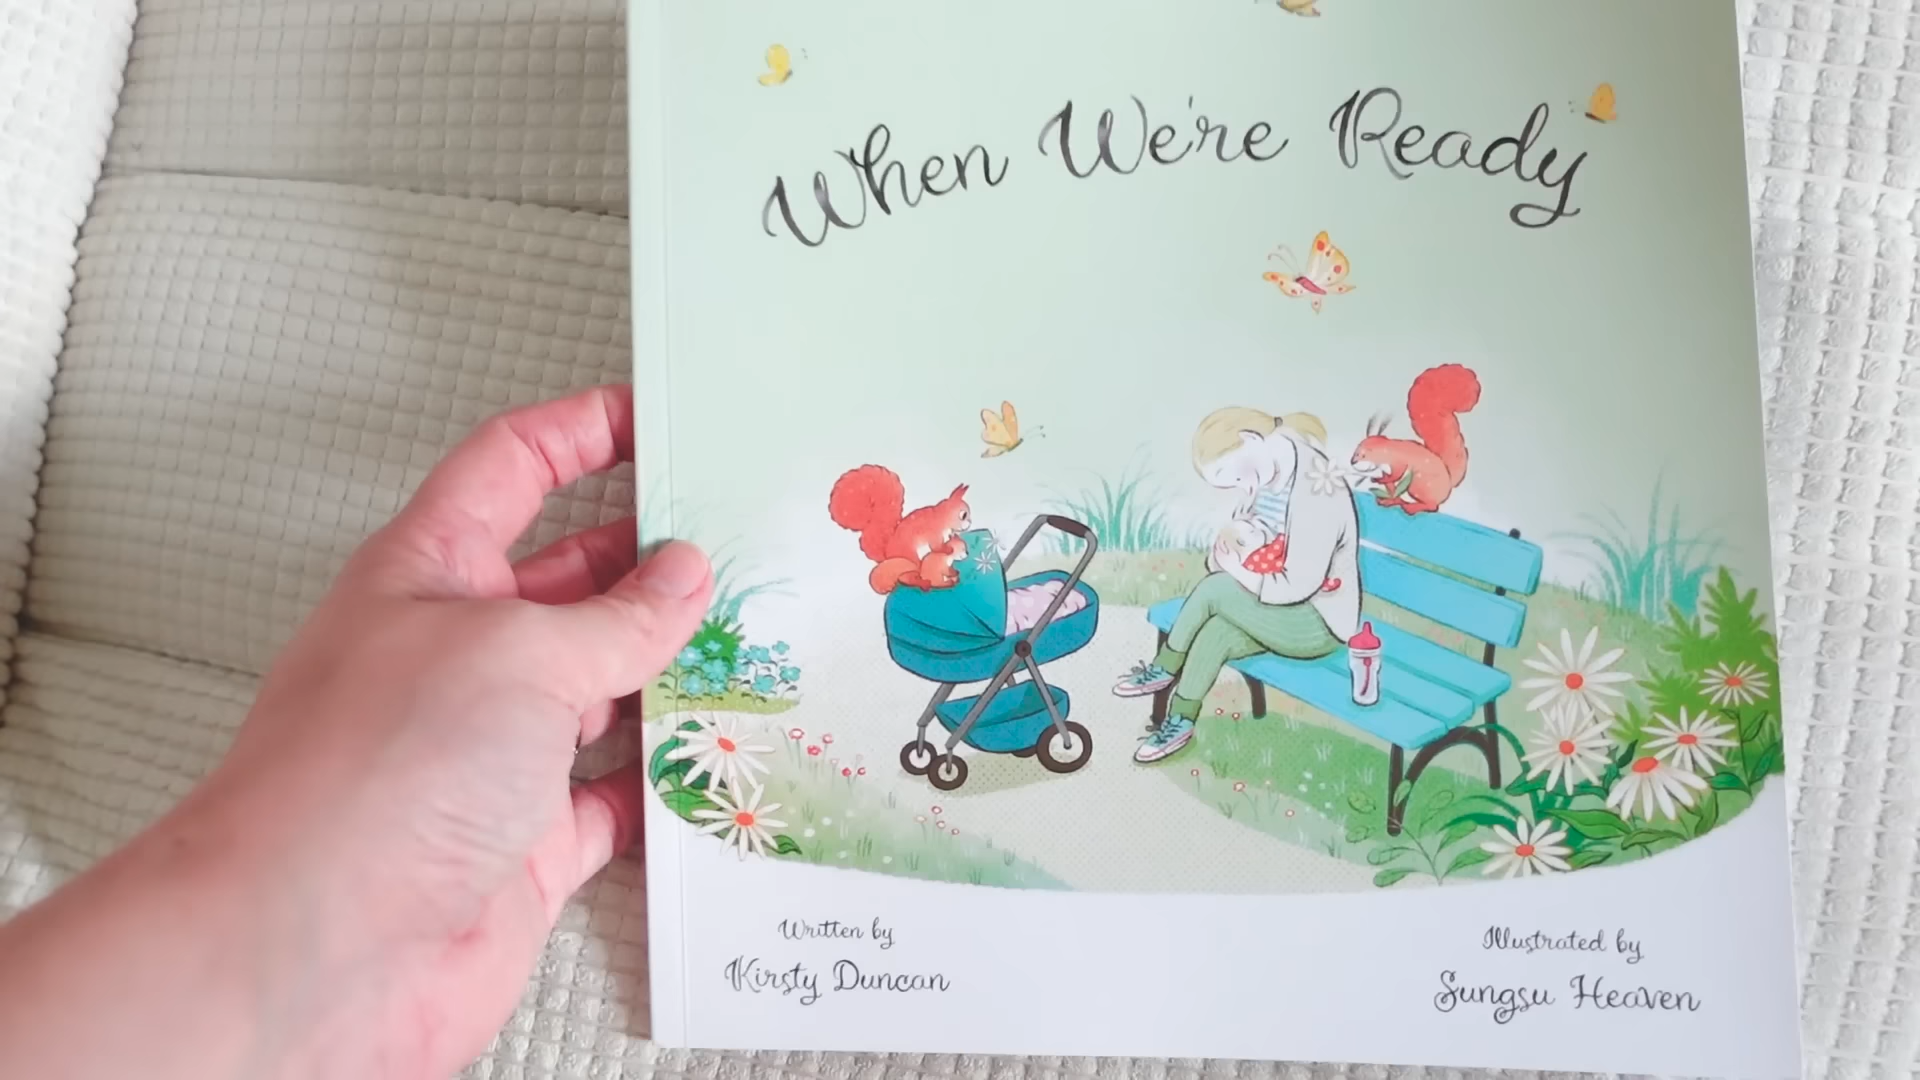 When We're Ready
Written by
Kirsty Duncan
Illustrated by
Sungsu Heaven